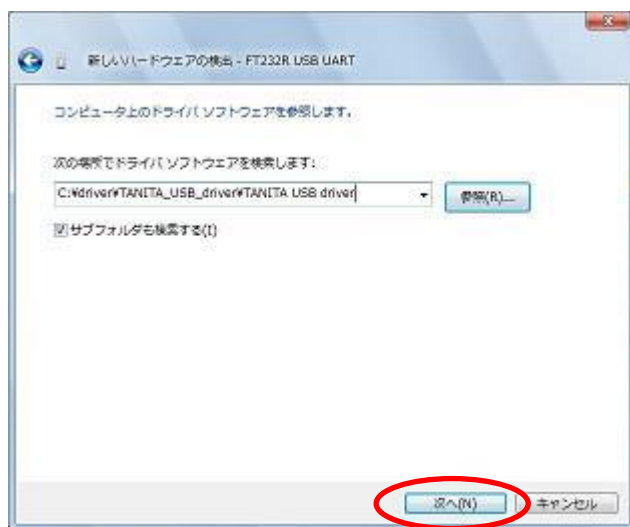 新しいハードウェアの検出 - FT232R USB UART
コンピュータ上のドライバ ソフトウェアを参照します。
次の場所でドライバ ソフトウェアを検索します:
C:¥driver¥TANITA_USB_driver¥TANITA USB driver
参照(R)...
サブフォルダも検索する(I)
次へ(N)
キャンセル